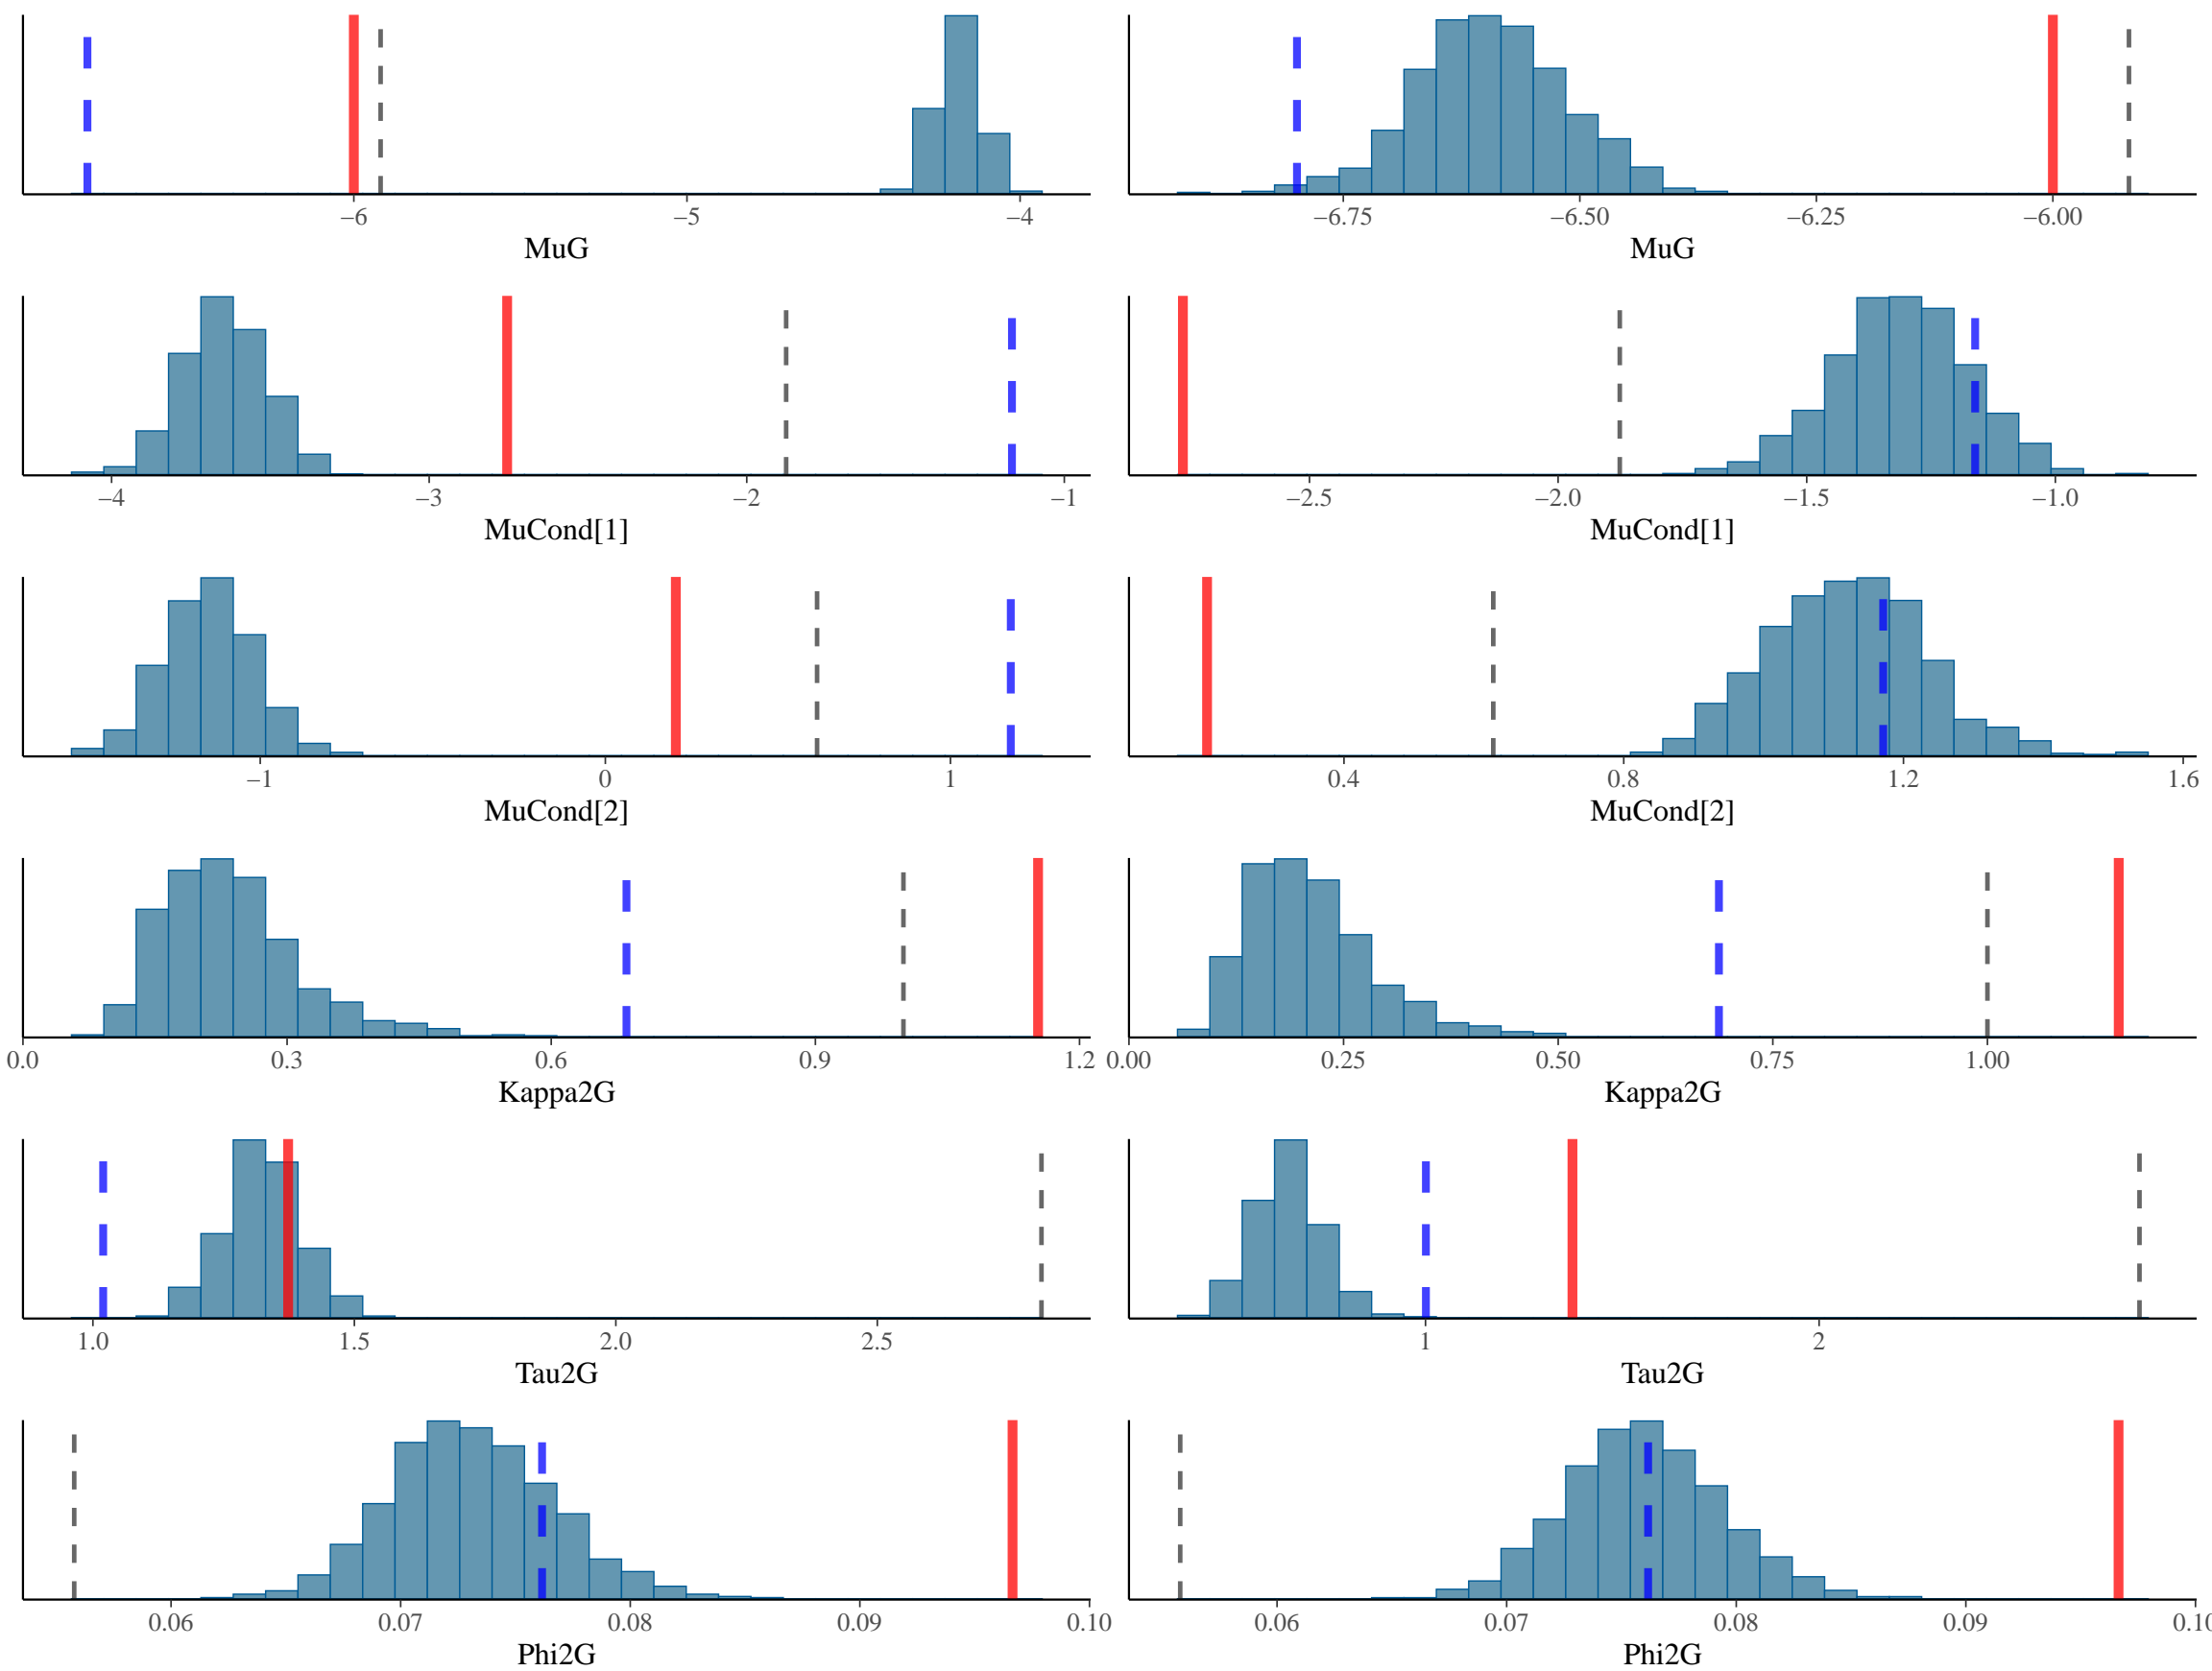 −6 −5 −4 −6.75 −6.50 −6.25 −6.00
MuG MuG
−4 −3 −2 −1 −2.5 −2.0 −1.5 −1.0
MuCond[1] MuCond[1]
−1 0 1 0.4 0.8 1.2 1.6
MuCond[2] MuCond[2]
0.0 0.3 0.6 0.9 1.2 0.00 0.25 0.50 0.75 1.00
Kappa2G Kappa2G
1.0 1.5 2.0 2.5 1 2
Tau2G Tau2G
0.06 0.07 0.08 0.09 0.10 0.06 0.07 0.08 0.09 0.10
Phi2G Phi2G